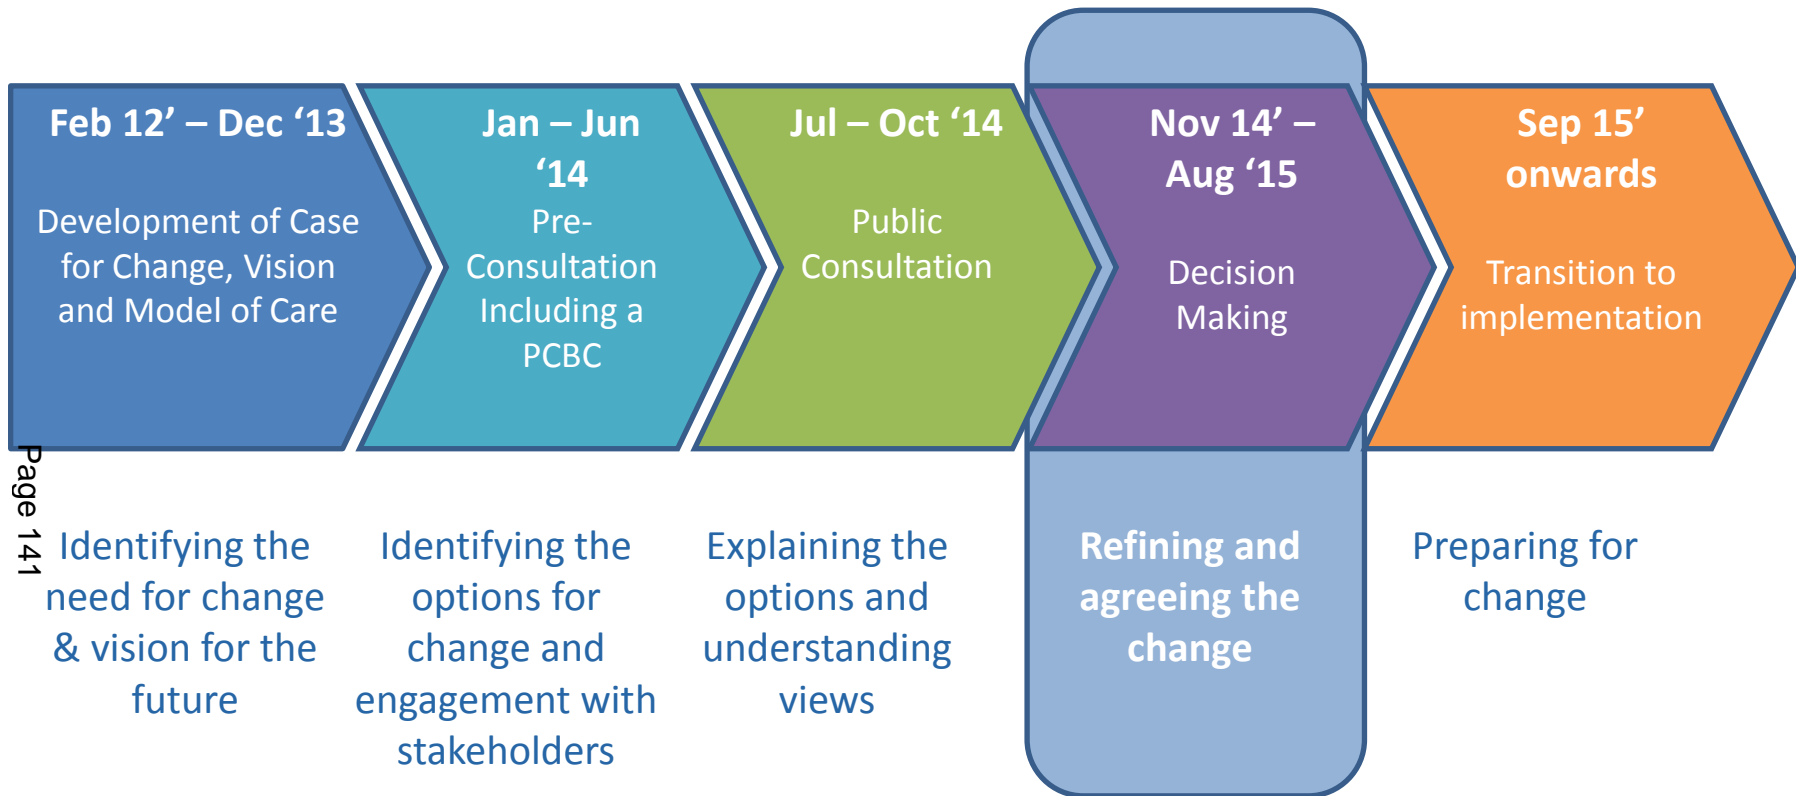 Feb 12’ – Dec ‘13
Development of Case
for Change, Vision
and Model of Care
Jan – Jun
‘14
Pre-
Consultation
Including a
PCBC
Jul – Oct ‘14
Public
Consultation
Nov 14’ –
Aug ‘15
Decision
Making
Sep 15’
onwards
Transition to
implementation
Page 141
Identifying the
need for change
& vision for the
future
Identifying the
options for
change and
engagement with
stakeholders
Explaining the
options and
understanding
views
Refining and
agreeing the
change
Preparing for
change